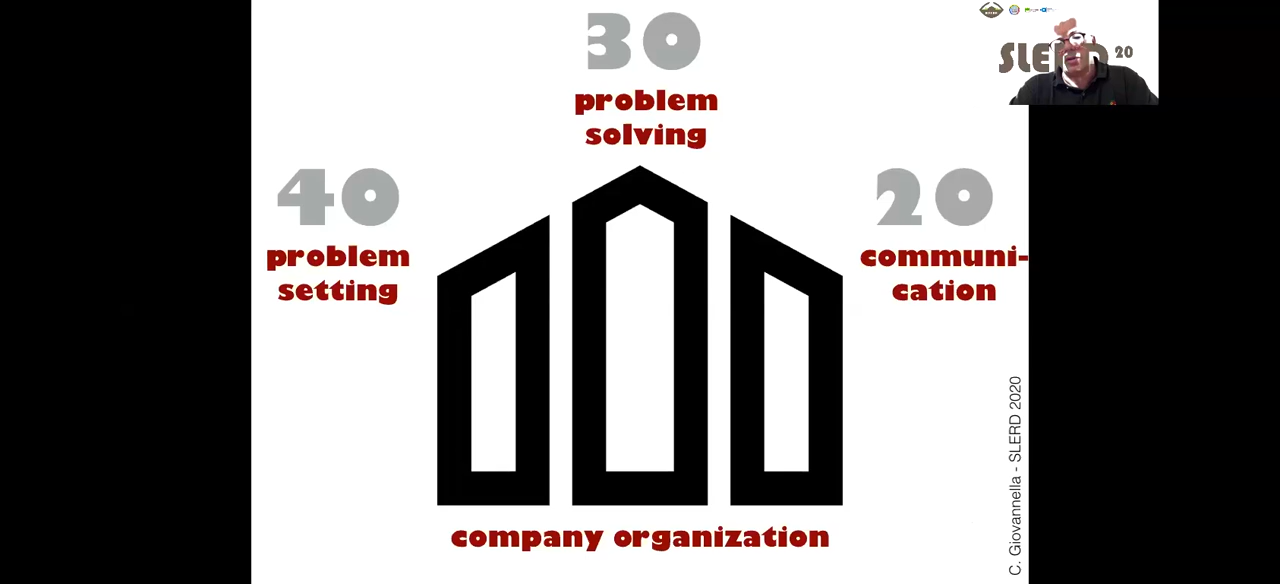 30
problem
solving
40
problem
setting
20
communi-
cation
company organization
C. Giovannella - SLERD 2020
SLERD 20